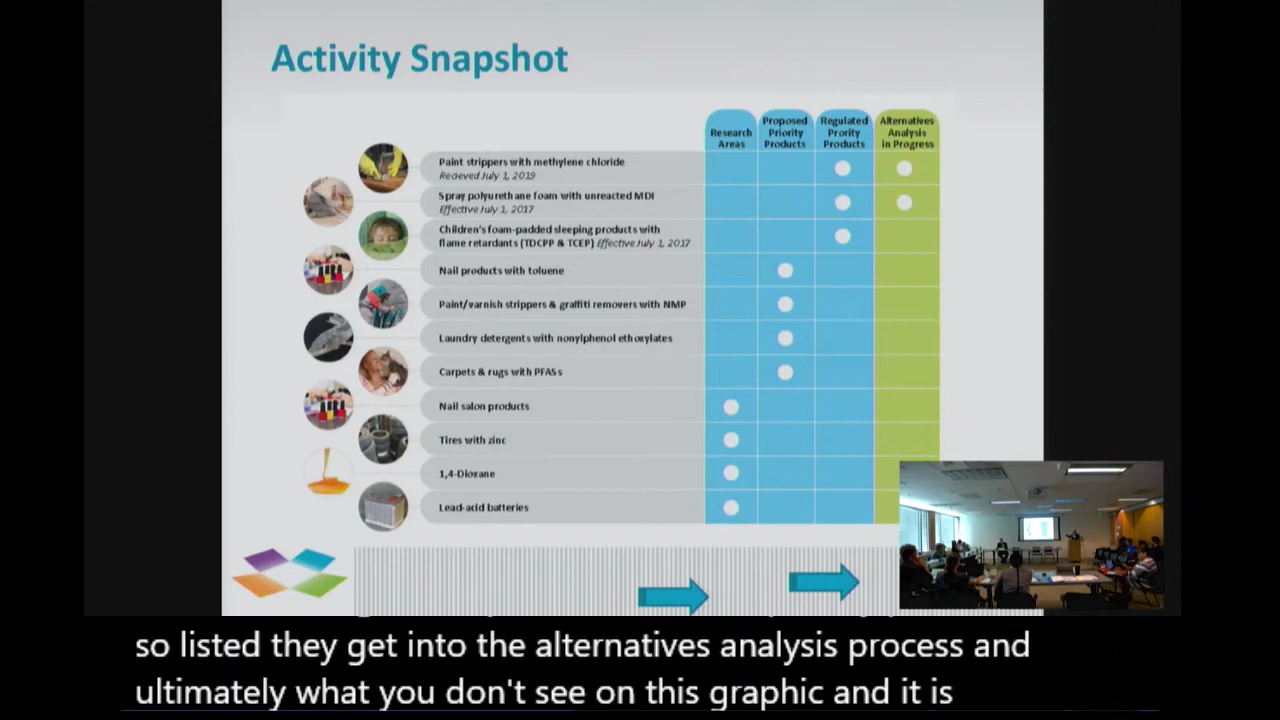 Activity Snapshot
Research Areas
Proposed Priority Products
Regulated Prority Products
Alternatives Analysis in Progress
Paint strippers with methylene chloride
Recieved July 1, 2019
Spray polyurethane foam with unreacted MDI
Effective July 1, 2017
Children's foam-padded sleeping products with
flame retardants (TDCPP & TCEP) Effective July 1, 2017
Nail products with toluene
Paint/varnish strippers & graffiti removers with NMP
Laundry detergents with nonylphenol ethoxylates
Carpets & rugs with PFASs
Nail salon products
Tires with zinc
1,4-Dioxane
Lead-acid batteries
so listed they get into the alternatives analysis process and
ultimately what you don't see on this graphic and it is